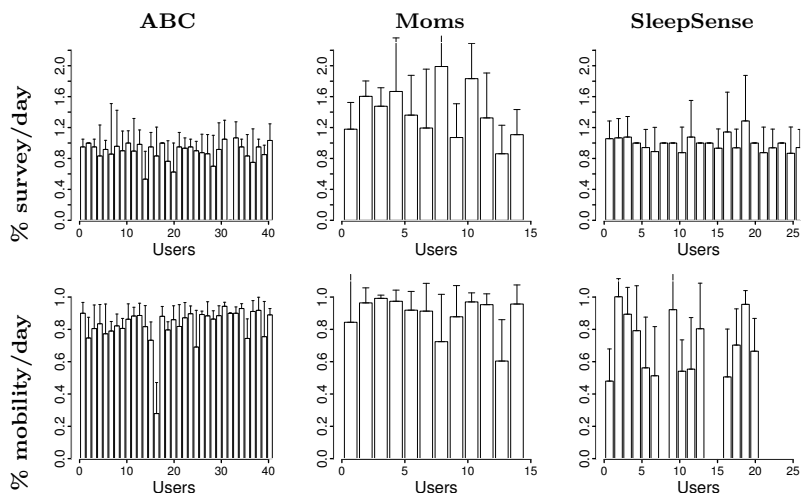 ABC Moms SleepSense
% survey/day
0.0 0.4 0.8 1.2 1.6 2.0
0 10 20 30 40
Users
0.0 0.4 0.8 1.2 1.6 2.0
0 5 10 15
Users
0.0 0.4 0.8 1.2 1.6 2.0
0 5 10 15 20 25
Users
% mobility/day
0.0 0.2 0.4 0.6 0.8 1.0
0 10 20 30 40
Users
0.0 0.2 0.4 0.6 0.8 1.0
0 5 10 15
Users
0.0 0.2 0.4 0.6 0.8 1.0
0 5 10 15 20 25
Users